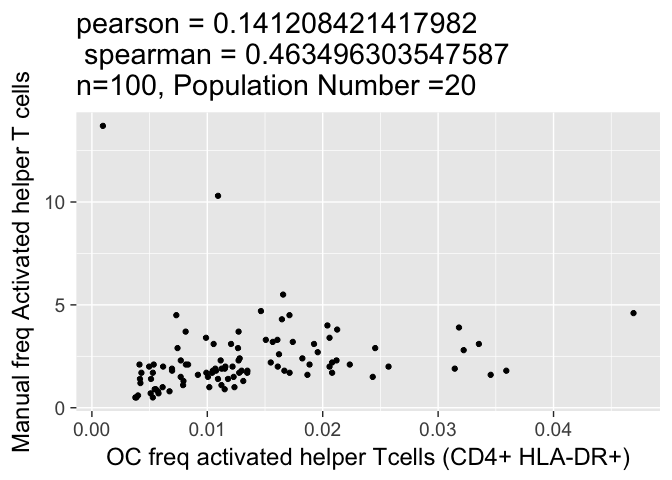 pearson = 0.141208421417982
spearman = 0.463496303547587
n=100, Population Number =20
Manual freq Activated helper T cells
10
5
0
0.00 0.01 0.02 0.03 0.04
OC freq activated helper Tcells (CD4+ HLA-DR+)